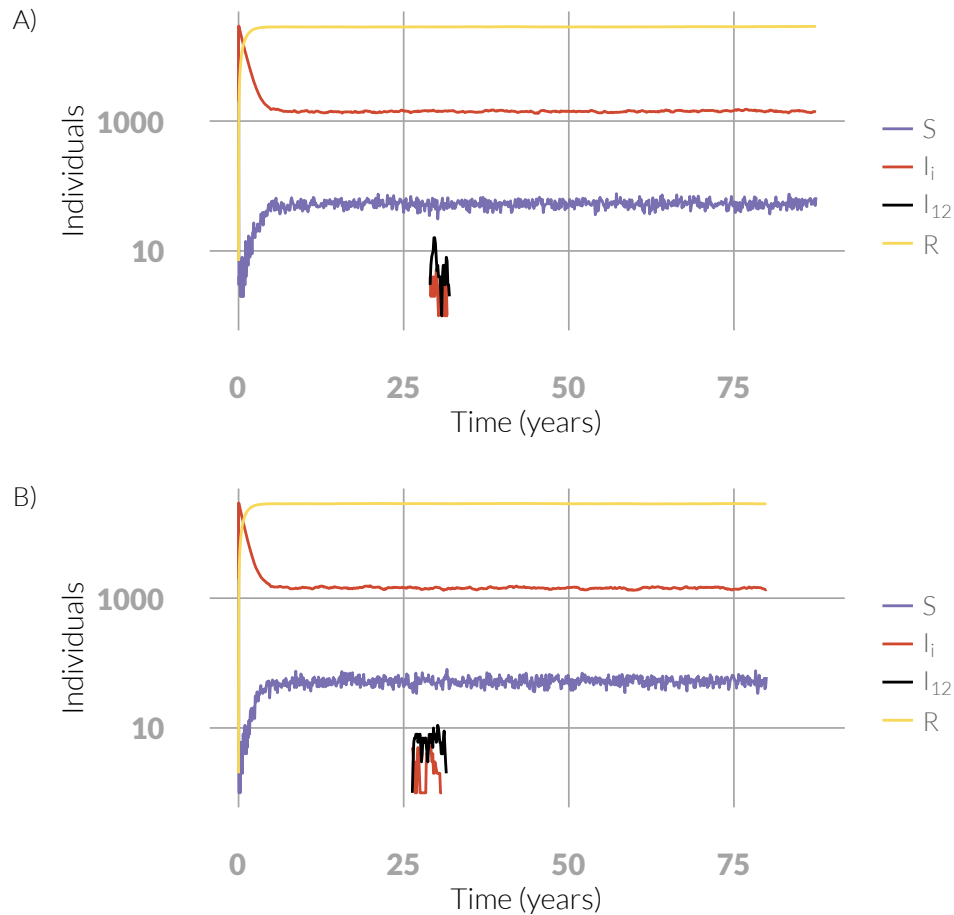 A)
Individuals
1000
10
0 25 50 75
Time (years)
S
Iᵢ
I₁₂
R
B)
Individuals
1000
10
0 25 50 75
Time (years)
S
Iᵢ
I₁₂
R